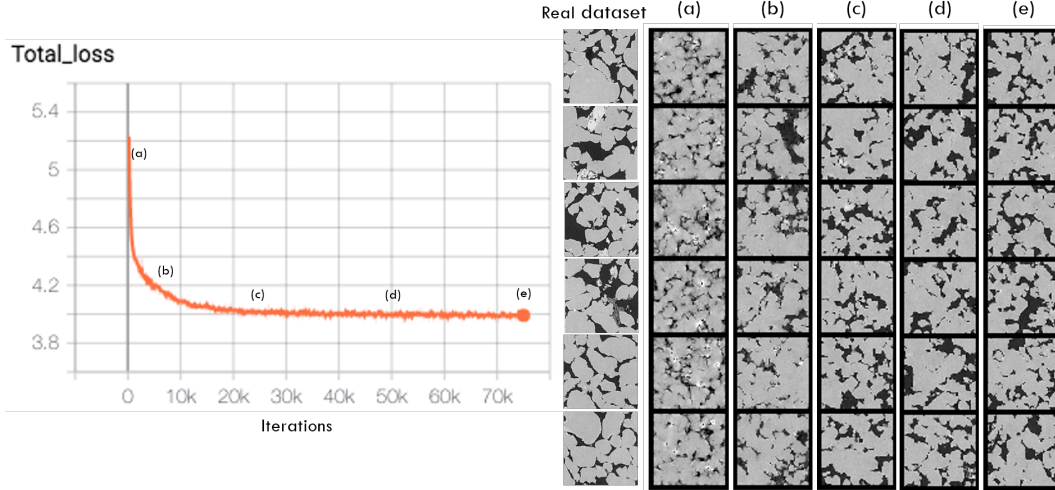 Real dataset
(a)
(b)
(c)
(d)
(e)
Total_loss
5.4
5
4.6
4.2
3.8
(a)
(b)
(c)
(d)
(e)
0
10k
20k
30k
40k
50k
60k
70k
Iterations